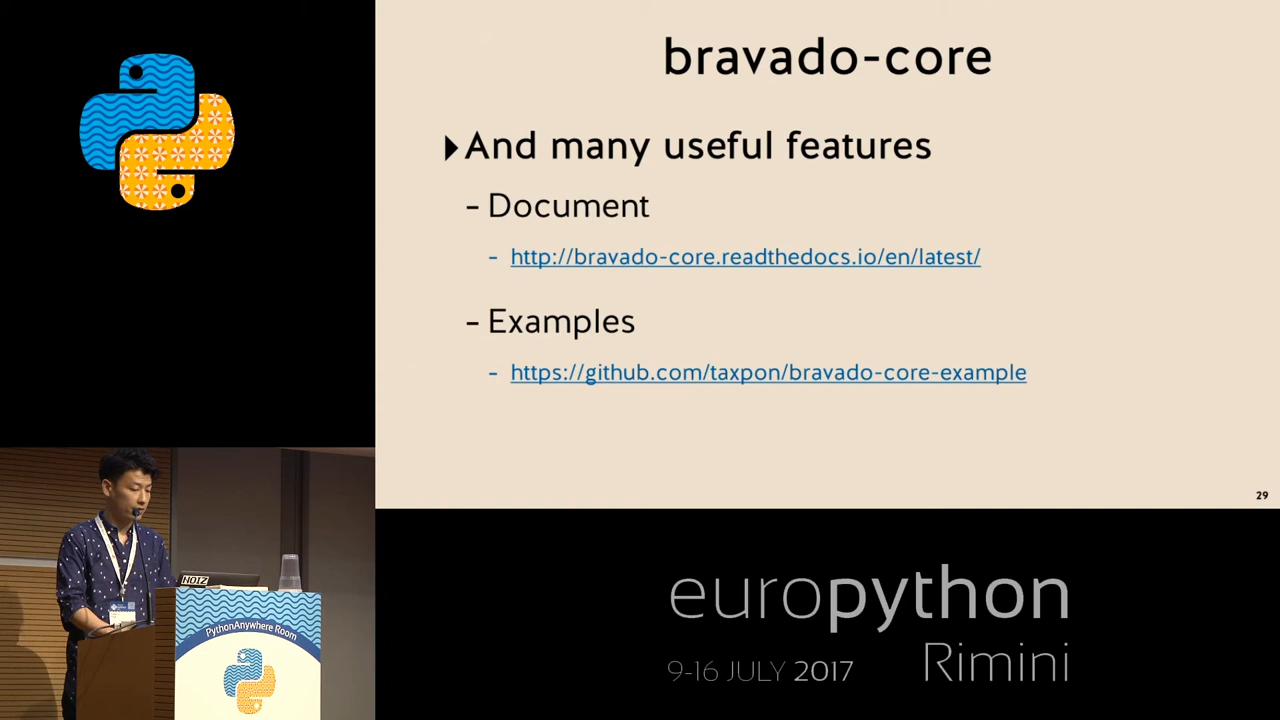 bravado-core
And many useful features
- Document
- http://bravado-core.readthedocs.io/en/latest/
- Examples
- https://github.com/taxpon/bravado-core-example
29
NOIZ
PythonAnywhere Room
europython
Rimini
9-16 JULY 2017